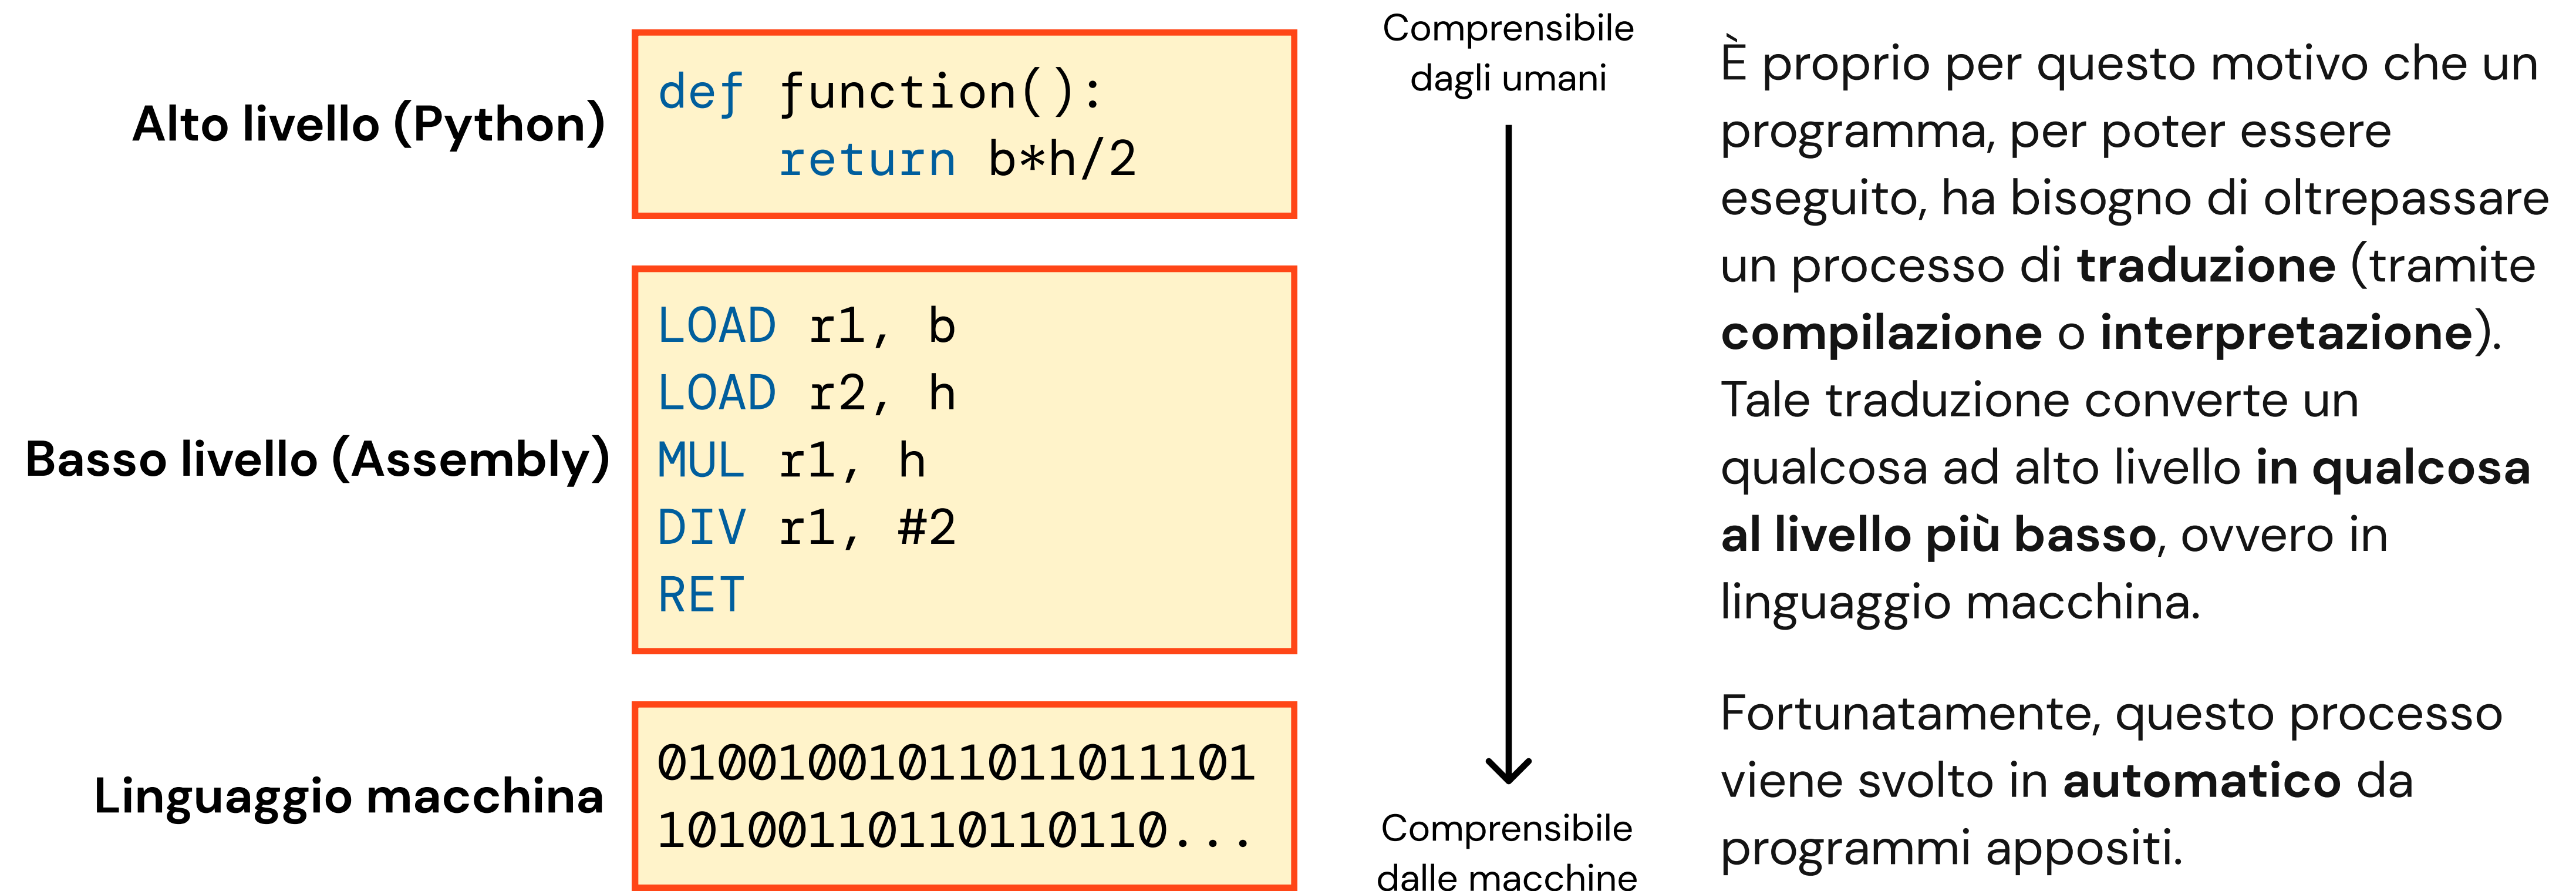 Alto livello (Python)
def function():
    return b*h/2
Basso livello (Assembly)
LOAD r1, b
LOAD r2, h
MUL r1, h
DIV r1, #2
RET
Linguaggio macchina
01001001011011011101
10100110110110110...
Comprensibile
dagli umani
Comprensibile
dalle macchine
È proprio per questo motivo che un
programma, per poter essere
eseguito, ha bisogno di oltrepassare
un processo di traduzione (tramite
compilazione o interpretazione).
Tale traduzione converte un
qualcosa ad alto livello in qualcosa
al livello più basso, ovvero in
linguaggio macchina.
Fortunatamente, questo processo
viene svolto in automatico da
programmi appositi.